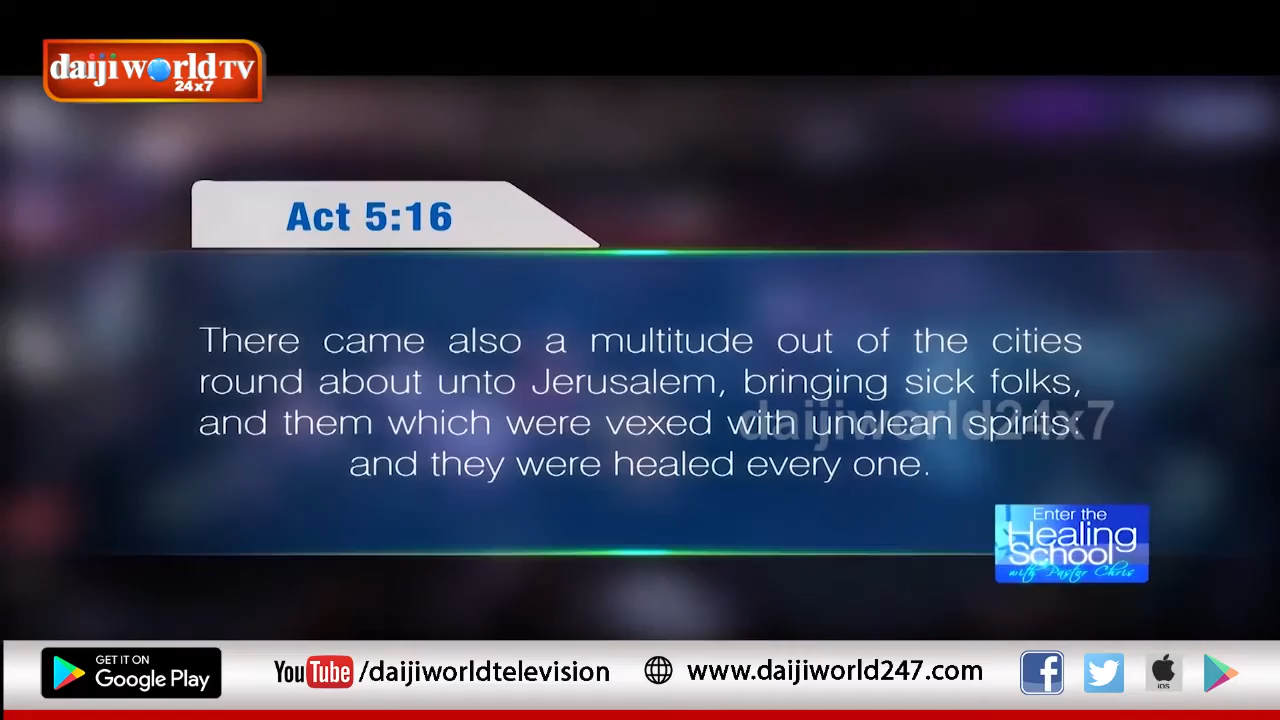 daijiworld TV
24x7
Act 5:16
There came also a multitude out of the cities
round about unto Jerusalem, bringing sick folks,
and them which were vexed with unclean spirits:
and they were healed every one.
daijiworld24x7
Enter the
Healing
School
with Pastor Chris
GET IT ON
Google Play
YouTube /daijiworldtelevision
www.daijiworld247.com
iOS